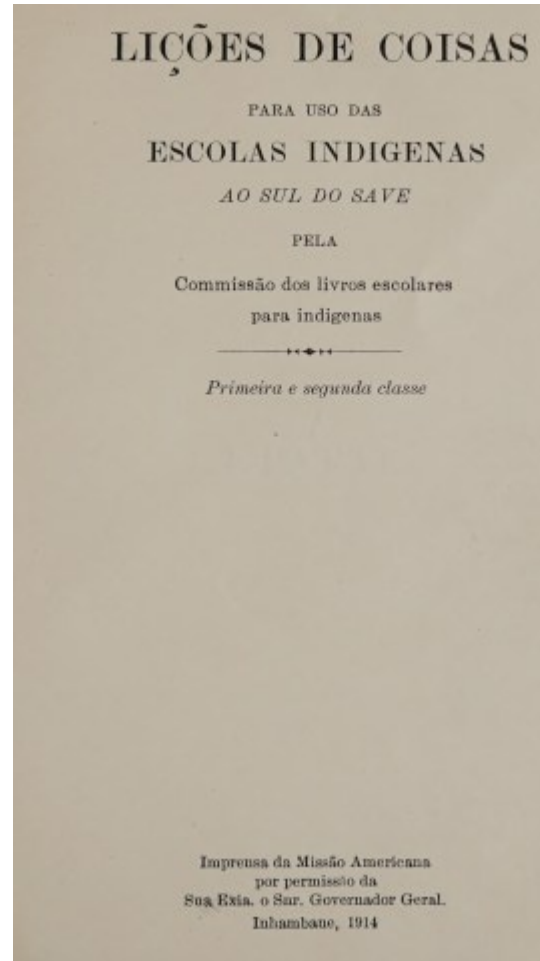 LIÇÕES DE COISAS
PARA USO DAS
ESCOLAS INDIGENAS
AO SUL DO SAVE
PELA
Commissão dos livros escolares
para indigenas
Primeira e segunda classe
Imprensa da Missão Americana
por permissão da
Sua Exia. o Snr. Governador Geral.
Inhambane, 1914